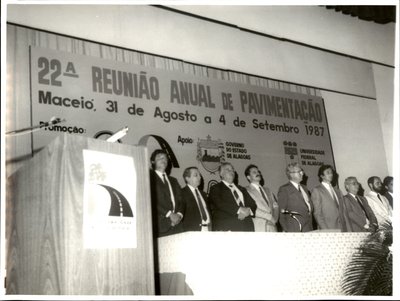 22ª REUNIÃO ANUAL DE PAVIMENTAÇÃO
Maceió, 31 de Agosto a 4 de Setembro 1987
Promoção:
Apoio:
GOVERNO
DO ESTADO
DE ALAGOAS
UNIVERSIDADE
FEDERAL
DE ALAGOAS